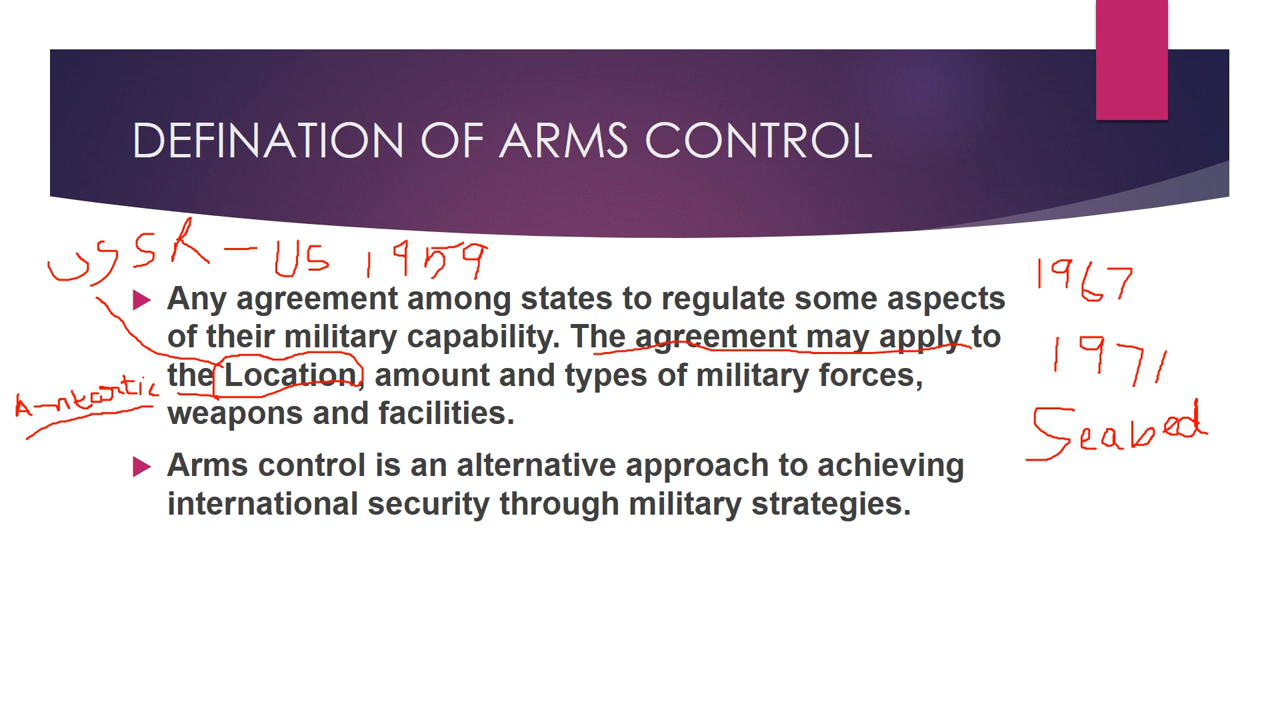 DEFINATION OF ARMS CONTROL
USSR - US 1959
Any agreement among states to regulate some aspects
of their military capability. The agreement may apply to
the Location, amount and types of military forces,
weapons and facilities.
Arms control is an alternative approach to achieving
international security through military strategies.
Antartic
1967
1971
Seabed